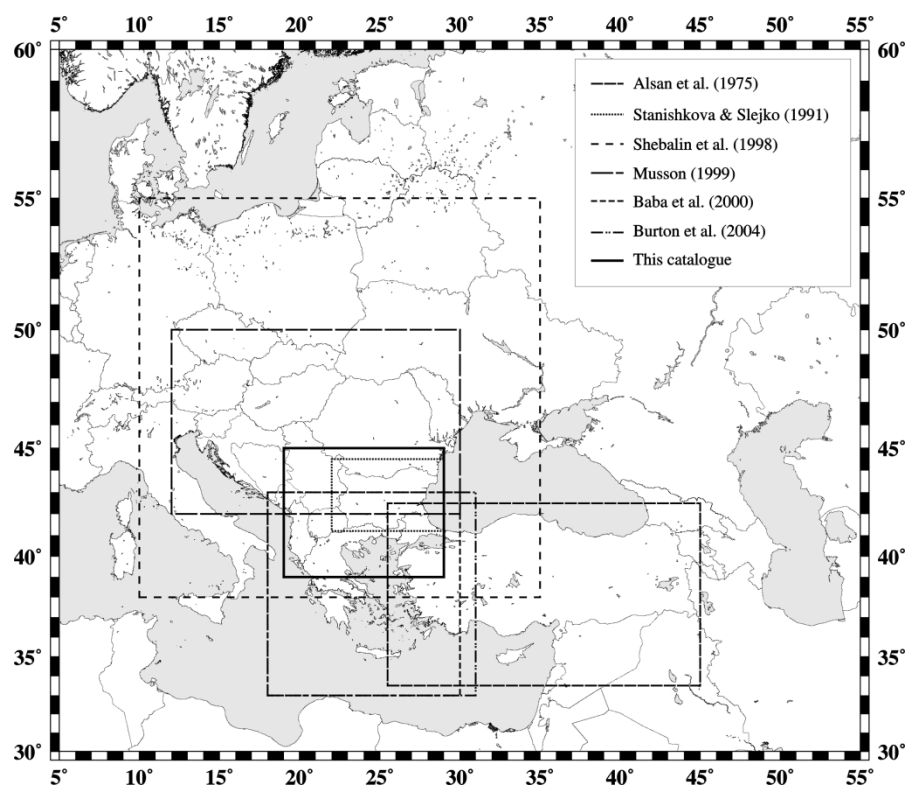 5° 10° 15° 20° 25° 30° 35° 40° 45° 50° 55°
60° 60°
Alsan et al. (1975)
Stanishkova & Slejko (1991)
Shebalin et al. (1998)
Musson (1999)
Baba et al. (2000)
Burton et al. (2004)
This catalogue
55° 55°
50° 50°
45° 45°
40° 40°
35° 35°
30° 30°
5° 10° 15° 20° 25° 30° 35° 40° 45° 50° 55°